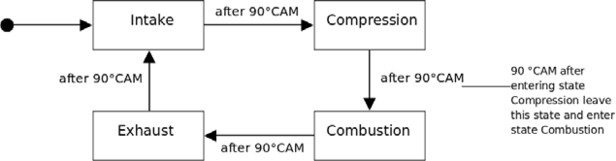 Intake
after 90°CAM
Compression
after 90°CAM
after 90°CAM
90 °CAM after
entering state
Compression leave
this state and enter
state Combustion
Exhaust
after 90°CAM
Combustion